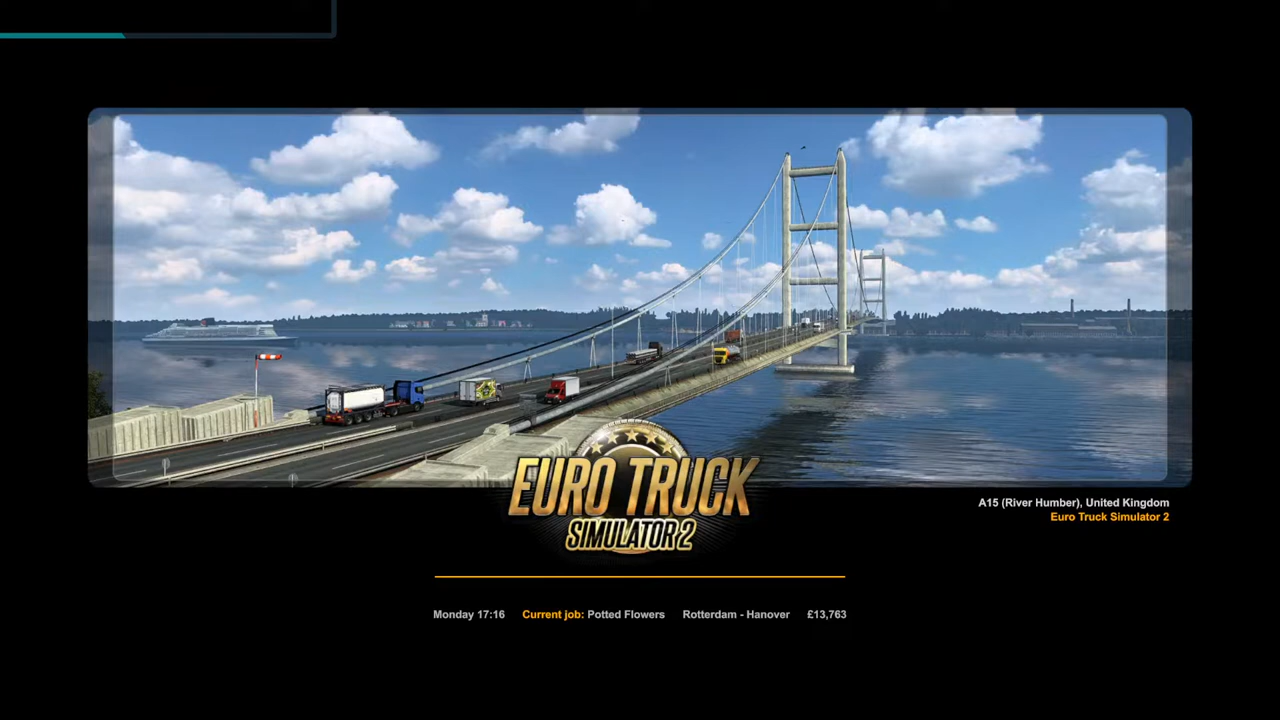 EURO TRUCK
SIMULATOR 2
A15 (River Humber), United Kingdom
Euro Truck Simulator 2
Monday 17:16 Current job: Potted Flowers Rotterdam - Hanover £13,763